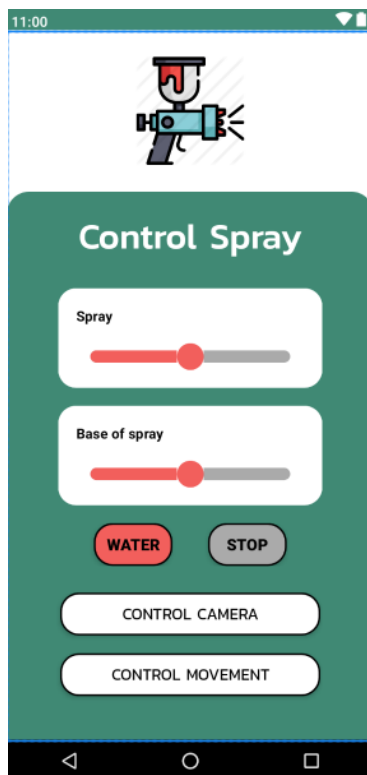 11:00
Control Spray
Spray
Base of spray
WATER STOP
CONTROL CAMERA
CONTROL MOVEMENT